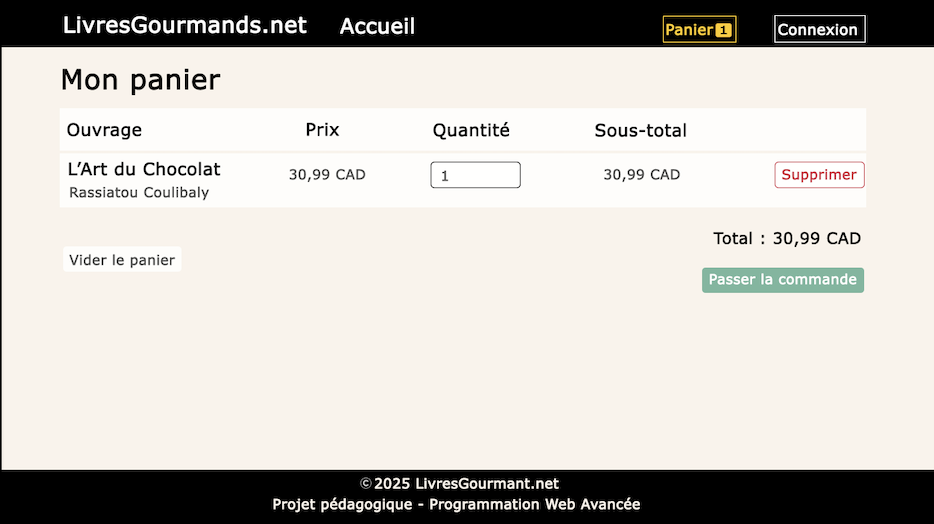 LivresGourmands.net Accueil Panier 1 Connexion
Mon panier
Ouvrage Prix Quantité Sous-total
L’Art du Chocolat 30,99 CAD 1 30,99 CAD Supprimer
Rassiatou Coulibaly
Total : 30,99 CAD
Vider le panier
Passer la commande
© 2025 LivresGourmant.net
Projet pédagogique - Programmation Web Avancée